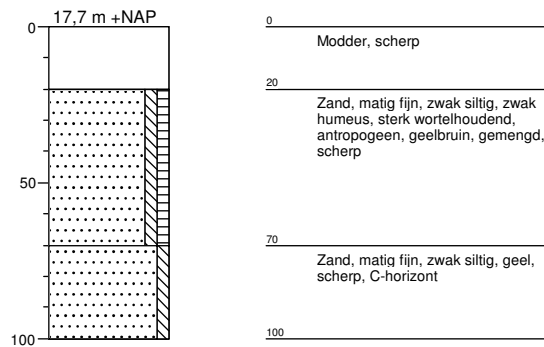 17,7 m +NAP
0
50
100
0
Modder, scherp
20
Zand, matig fijn, zwak siltig, zwak
humeus, sterk wortelhoudend,
antropogeen, geelbruin, gemengd,
scherp
70
Zand, matig fijn, zwak siltig, geel,
scherp, C-horizont
100